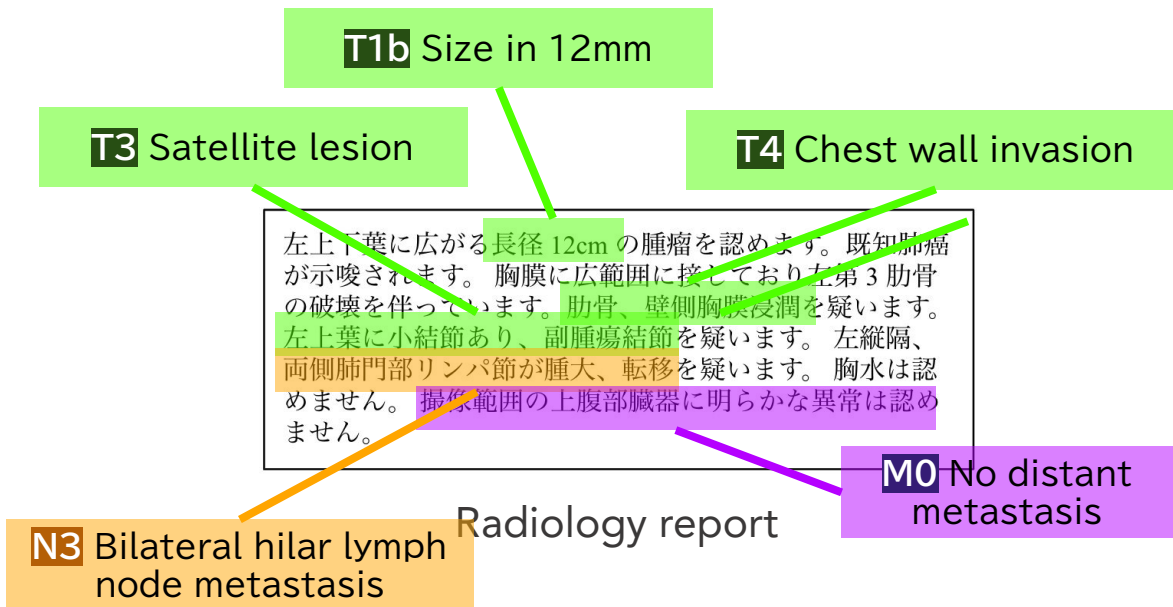 T1b Size in 12mm
T3 Satellite lesion
T4 Chest wall invasion
左上下葉に広がる長径 12cm の腫瘤を認めます。既知肺癌
が示唆されます。 胸膜に広範囲に接しており左第 3 肋骨
の破壊を伴っています。肋骨、壁側胸膜浸潤を疑います。
左上葉に小結節あり、副腫瘍結節を疑います。 左縦隔、
両側肺門部リンパ節が腫大、転移を疑います。 胸水は認
めません。 撮像範囲の上腹部臓器に明らかな異常は認め
ません。
M0 No distant
metastasis
Radiology report
N3 Bilateral hilar lymph
node metastasis